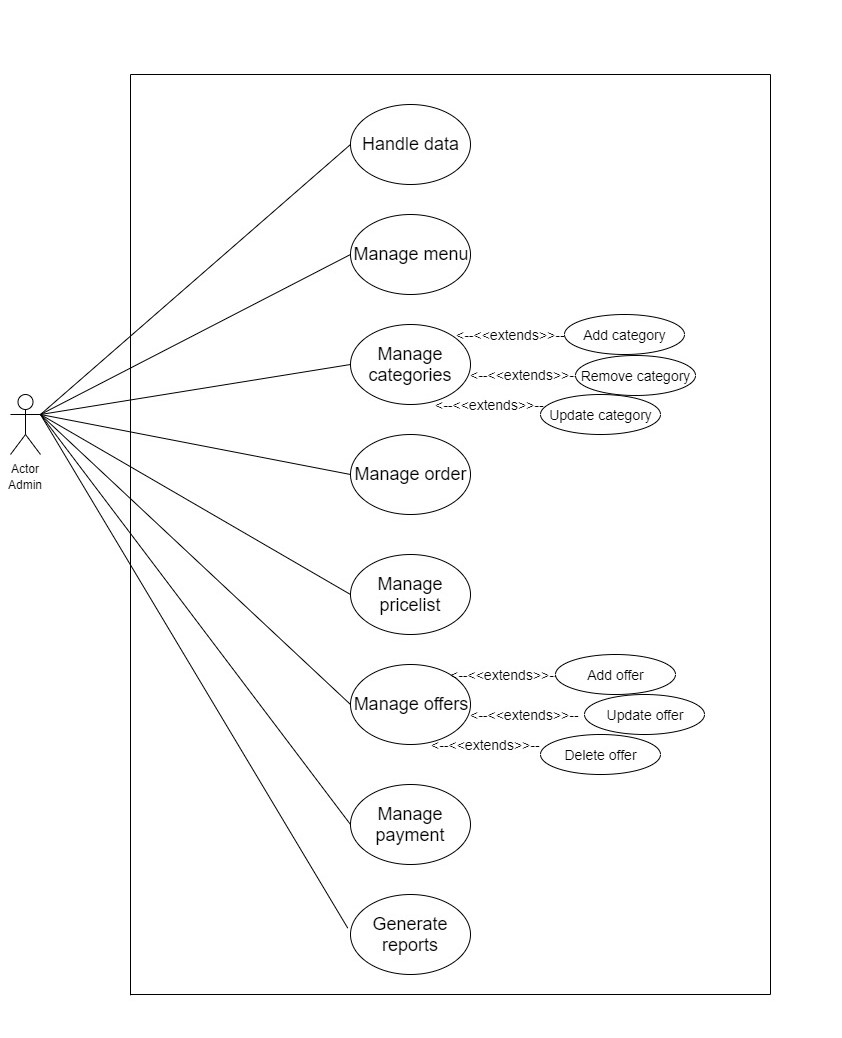 Handle data
Manage menu
Manage
categories
<--<<extends>>--
Add category
<--<<extends>>--
Remove category
<--<<extends>>--
Update category
Actor
Admin
Manage order
Manage
pricelist
Manage offers
<--<<extends>>--
Add offer
<--<<extends>>--
Update offer
<--<<extends>>--
Delete offer
Manage
payment
Generate
reports